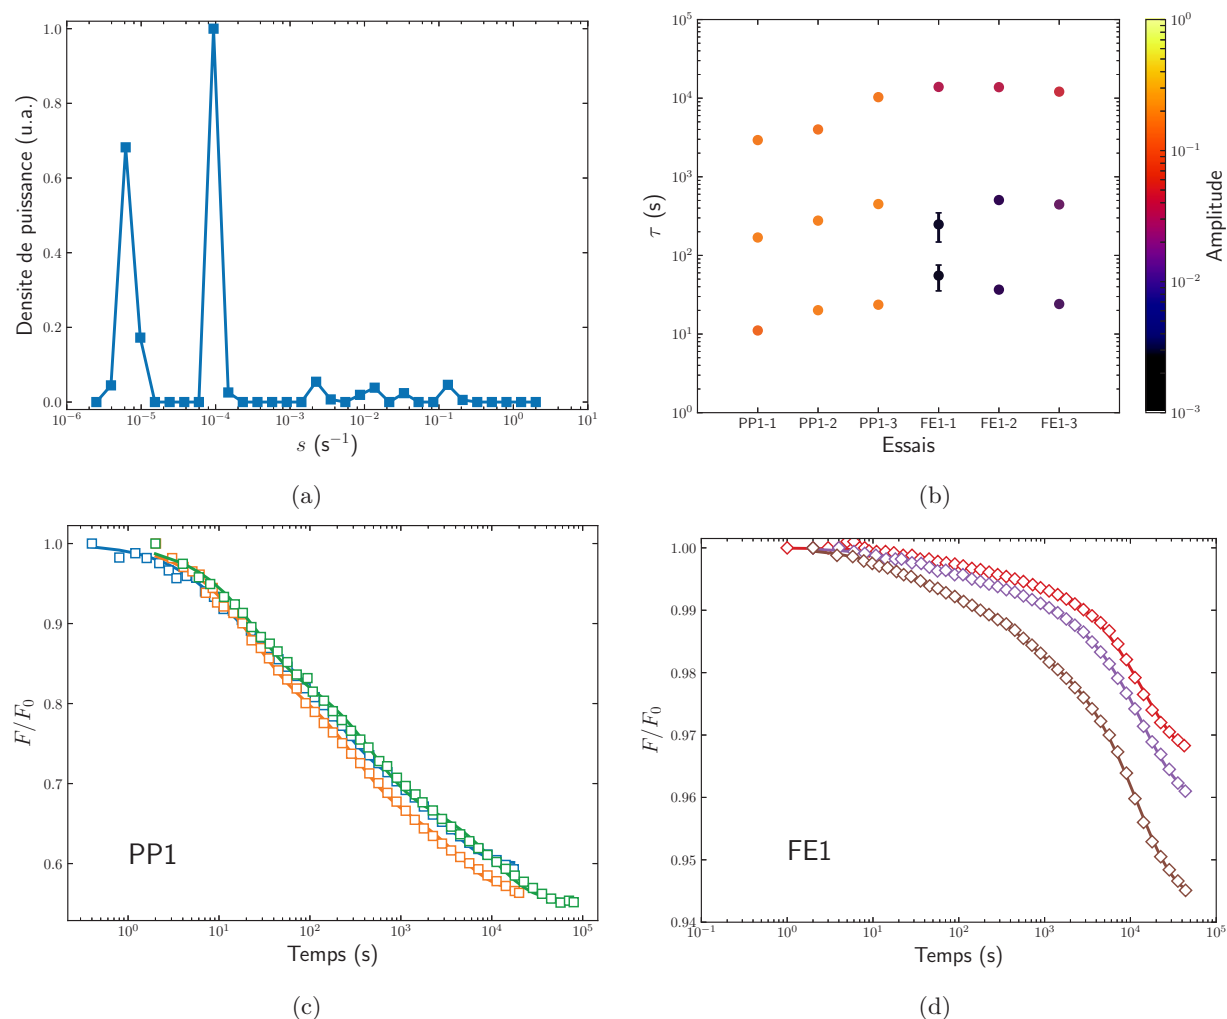 1.0
0.8
0.6
0.4
0.2
0.0
Densite de puissance (u.a.)
10⁻⁶ 10⁻⁵ 10⁻⁴ 10⁻³ 10⁻² 10⁻¹ 10⁰ 10¹
s (s⁻¹)
(a)
10⁵
10⁴
10³
10²
10¹
10⁰
τ (s)
PP1-1 PP1-2 PP1-3 FE1-1 FE1-2 FE1-3
Essais
10⁰
10⁻¹
10⁻²
10⁻³
Amplitude
(b)
1.0
0.9
0.8
0.7
0.6
F/F₀
PP1
10⁰ 10¹ 10² 10³ 10⁴ 10⁵
Temps (s)
(c)
1.00
0.99
0.98
0.97
0.96
0.95
0.94
F/F₀
FE1
10⁻¹ 10⁰ 10¹ 10² 10³ 10⁴ 10⁵
Temps (s)
(d)